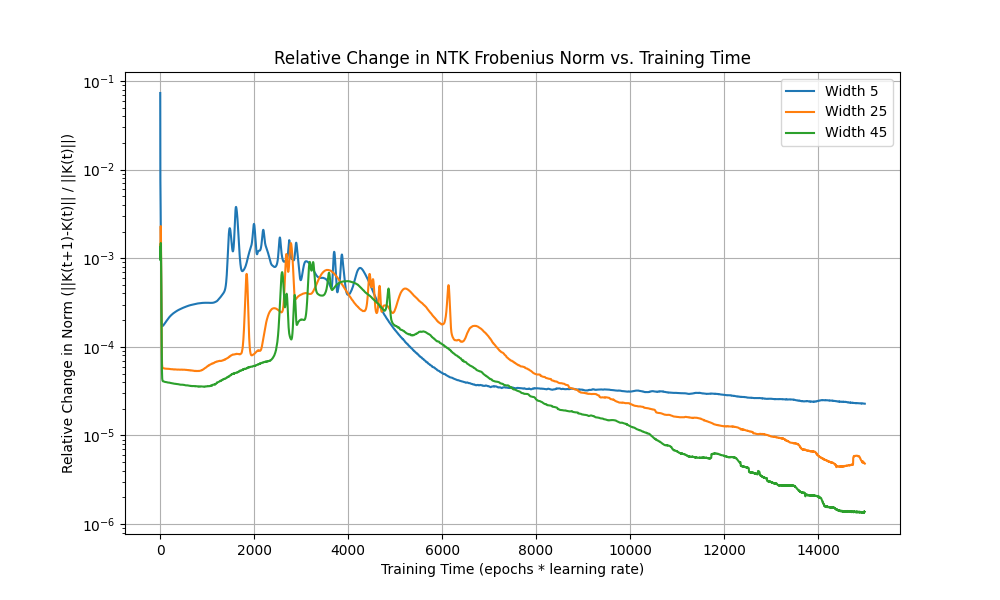 Relative Change in NTK Frobenius Norm vs. Training Time
Relative Change in Norm (||K(t+1)-K(t)|| / ||K(t)||)
10⁻¹
10⁻²
10⁻³
10⁻⁴
10⁻⁵
10⁻⁶
Width 5
Width 25
Width 45
0 2000 4000 6000 8000 10000 12000 14000
Training Time (epochs * learning rate)